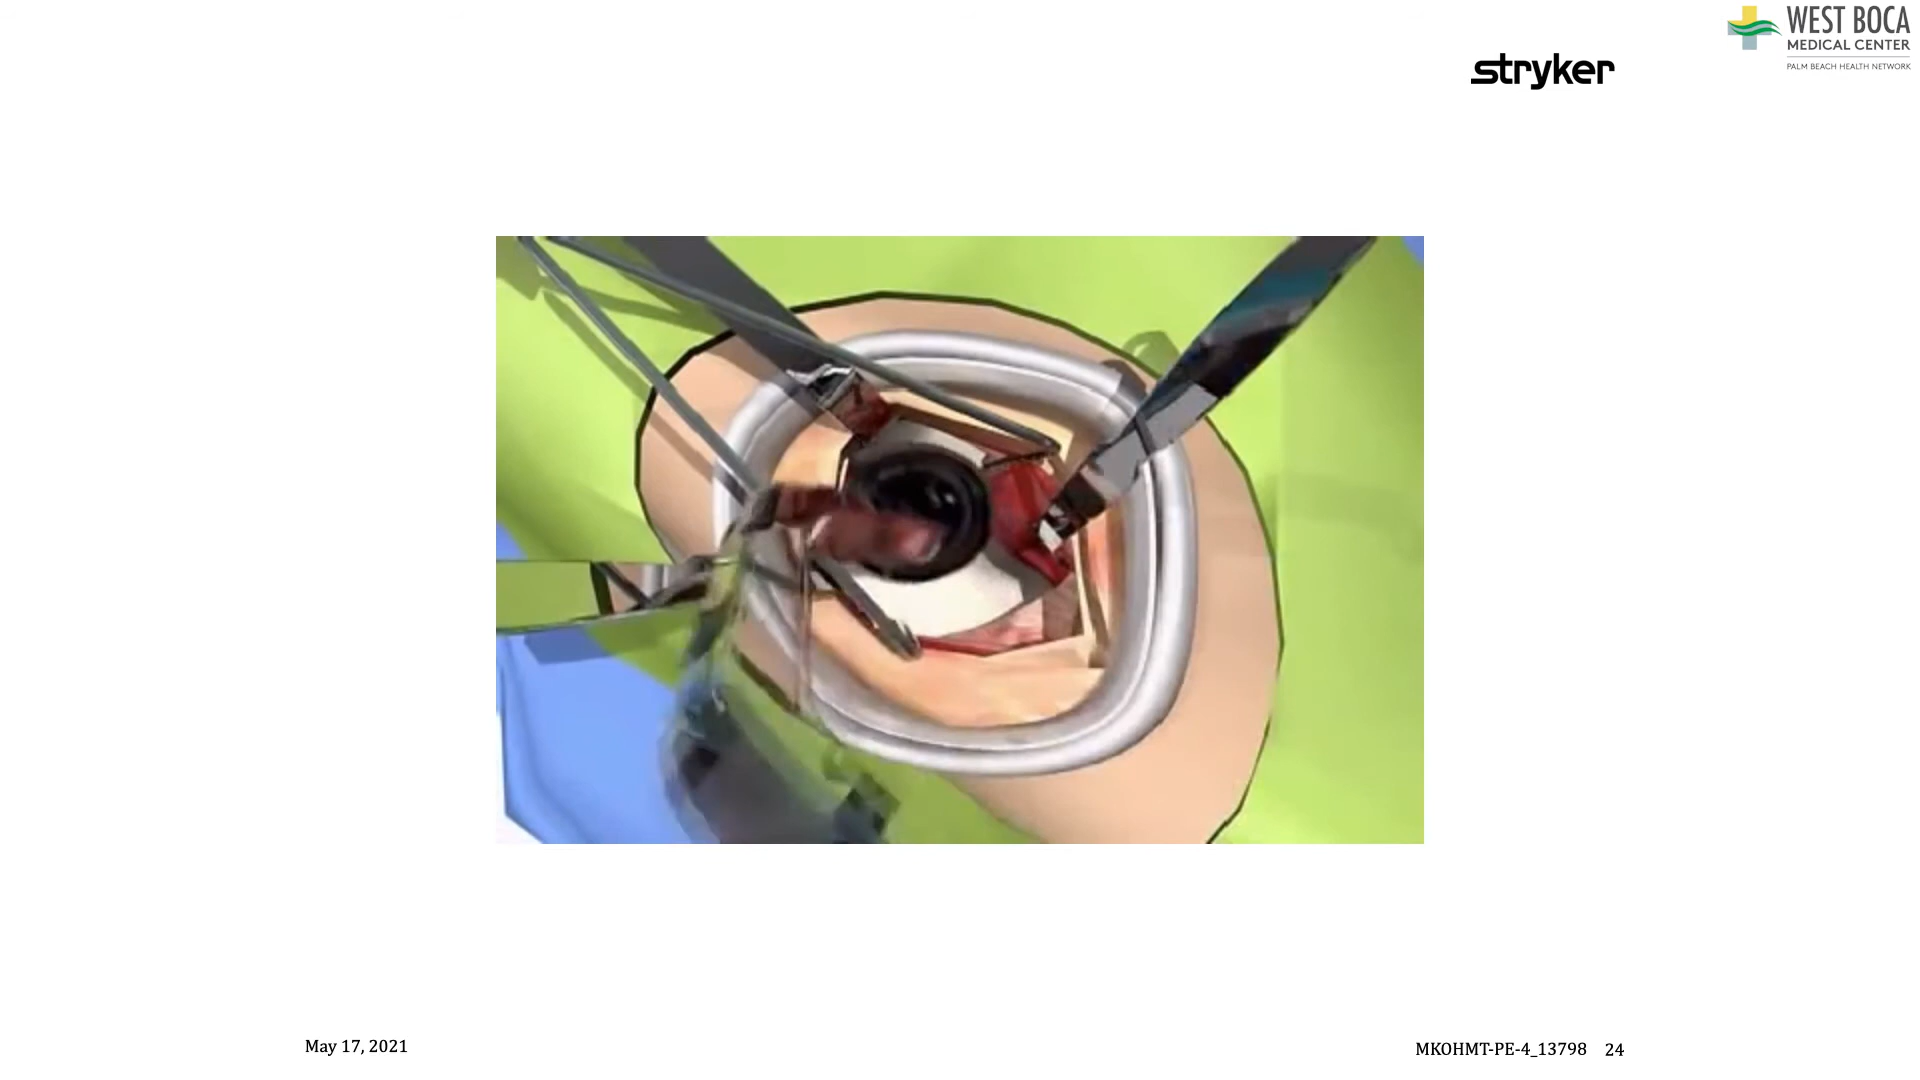 WEST BOCA
MEDICAL CENTER
PALM BEACH HEALTH NETWORK
stryker
May 17, 2021
MKOHMT-PE-4_13798 24